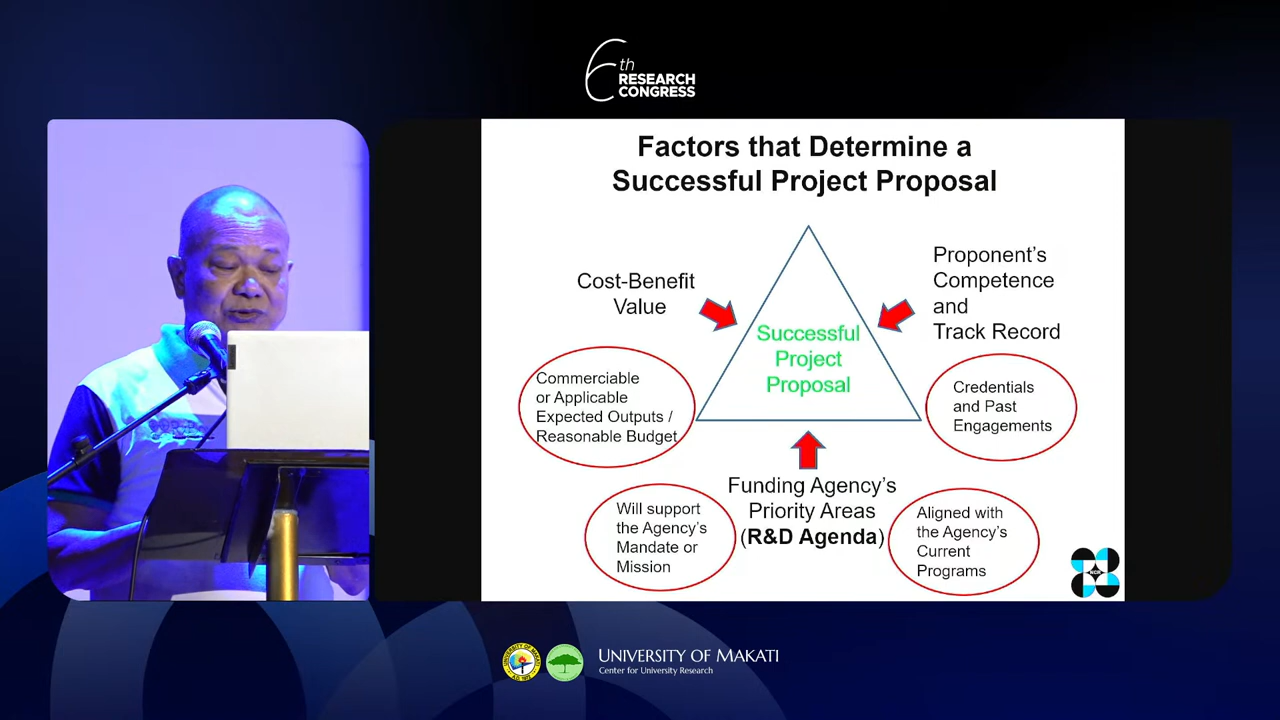 6th
RESEARCH
CONGRESS
Factors that Determine a
Successful Project Proposal
Cost-Benefit
Value
Proponent's
Competence
and
Track Record
Successful
Project
Proposal
Commerciable
or Applicable
Expected Outputs /
Reasonable Budget
Credentials
and Past
Engagements
Funding Agency's
Priority Areas
(R&D Agenda)
Will support
the Agency's
Mandate or
Mission
Aligned with
the Agency's
Current
Programs
UNIVERSITY OF MAKATI
Center for University Research